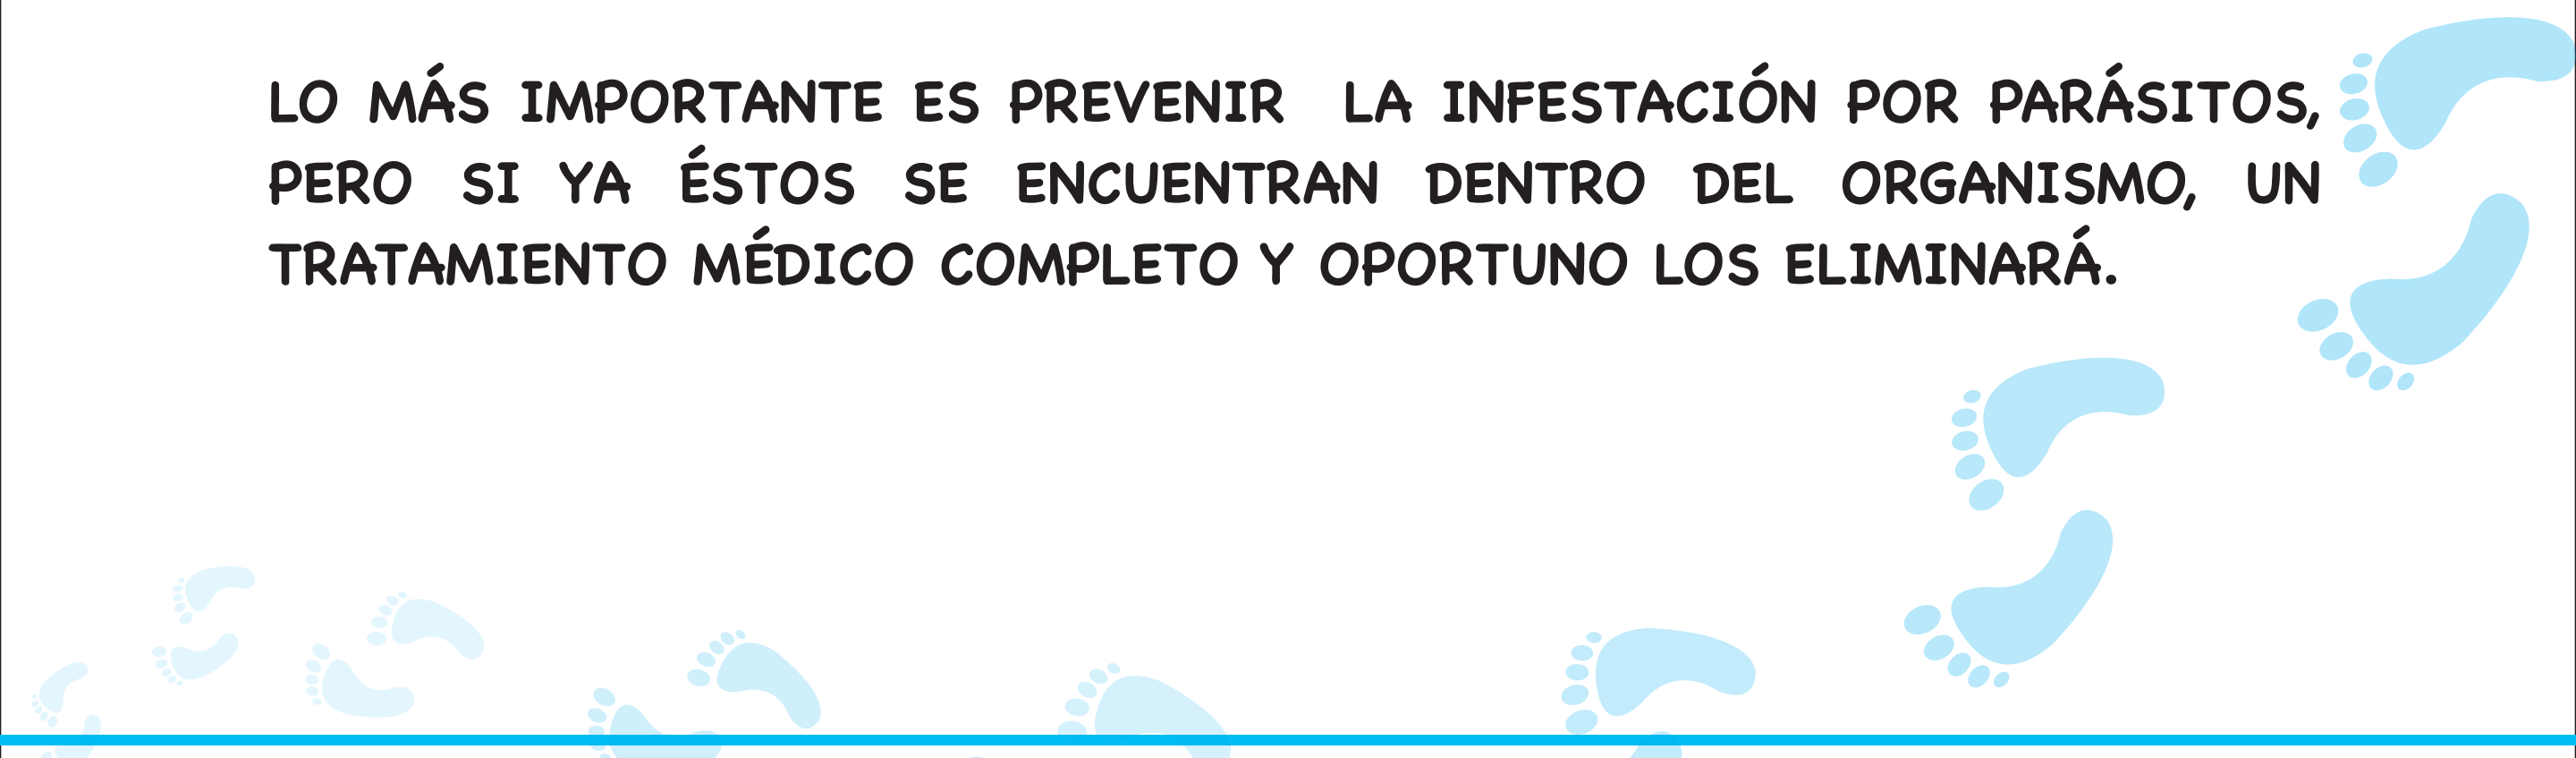 LO MÁS IMPORTANTE ES PREVENIR LA INFESTACIÓN POR PARÁSITOS,
PERO SI YA ÉSTOS SE ENCUENTRAN DENTRO DEL ORGANISMO, UN
TRATAMIENTO MÉDICO COMPLETO Y OPORTUNO LOS ELIMINARÁ.